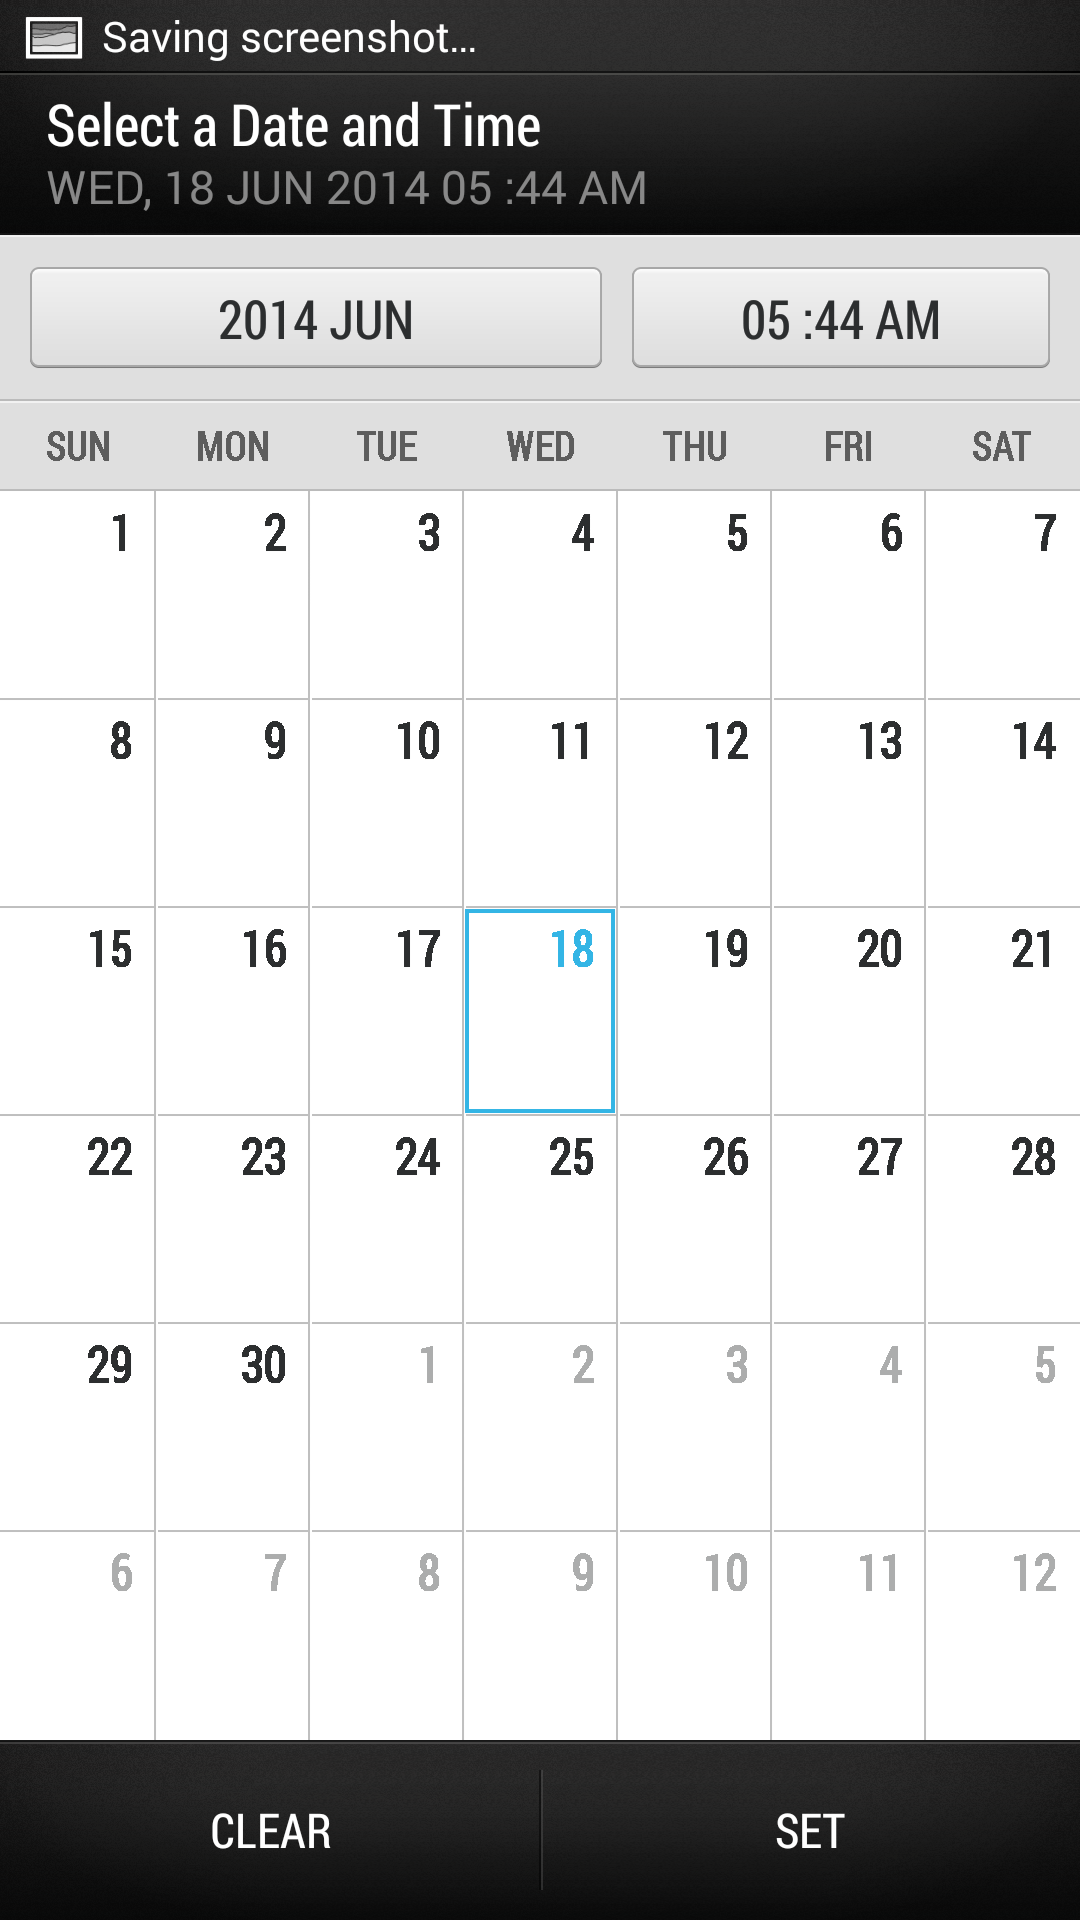 Saving screenshot...
Select a Date and Time
WED, 18 JUN 2014 05 :44 AM
2014 JUN 05 :44 AM
SUN MON TUE WED THU FRI SAT
1 2 3 4 5 6 7
8 9 10 11 12 13 14
15 16 17 18 19 20 21
22 23 24 25 26 27 28
29 30 1 2 3 4 5
6 7 8 9 10 11 12
CLEAR SET